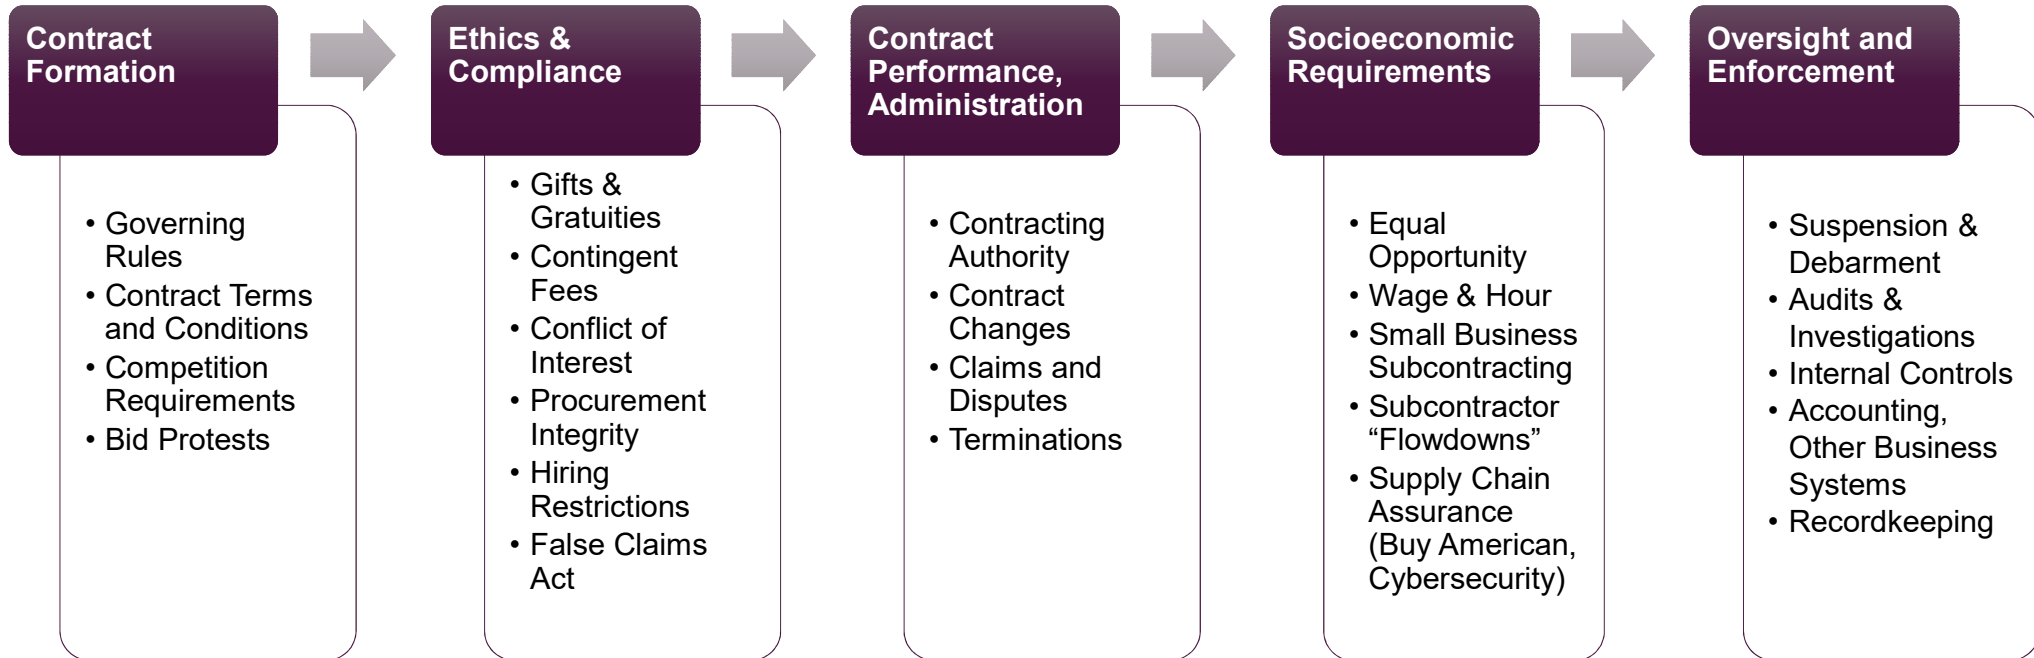 Contract
Formation
• Governing
Rules
• Contract Terms
and Conditions
• Competition
Requirements
• Bid Protests
Ethics &
Compliance
• Gifts &
Gratuities
• Contingent
Fees
• Conflict of
Interest
• Procurement
Integrity
• Hiring
Restrictions
• False Claims
Act
Contract
Performance,
Administration
• Contracting
Authority
• Contract
Changes
• Claims and
Disputes
• Terminations
Socioeconomic
Requirements
• Equal
Opportunity
• Wage & Hour
• Small Business
Subcontracting
• Subcontractor
“Flowdowns”
• Supply Chain
Assurance
(Buy American,
Cybersecurity)
Oversight and
Enforcement
• Suspension &
Debarment
• Audits &
Investigations
• Internal Controls
• Accounting,
Other Business
Systems
• Recordkeeping